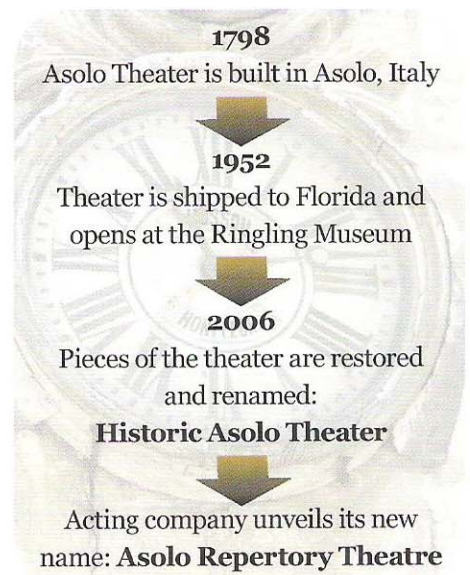 1798
Asolo Theater is built in Asolo, Italy
1952
Theater is shipped to Florida and
opens at the Ringling Museum
2006
Pieces of the theater are restored
and renamed:
Historic Asolo Theater
Acting company unveils its new
name: Asolo Repertory Theatre